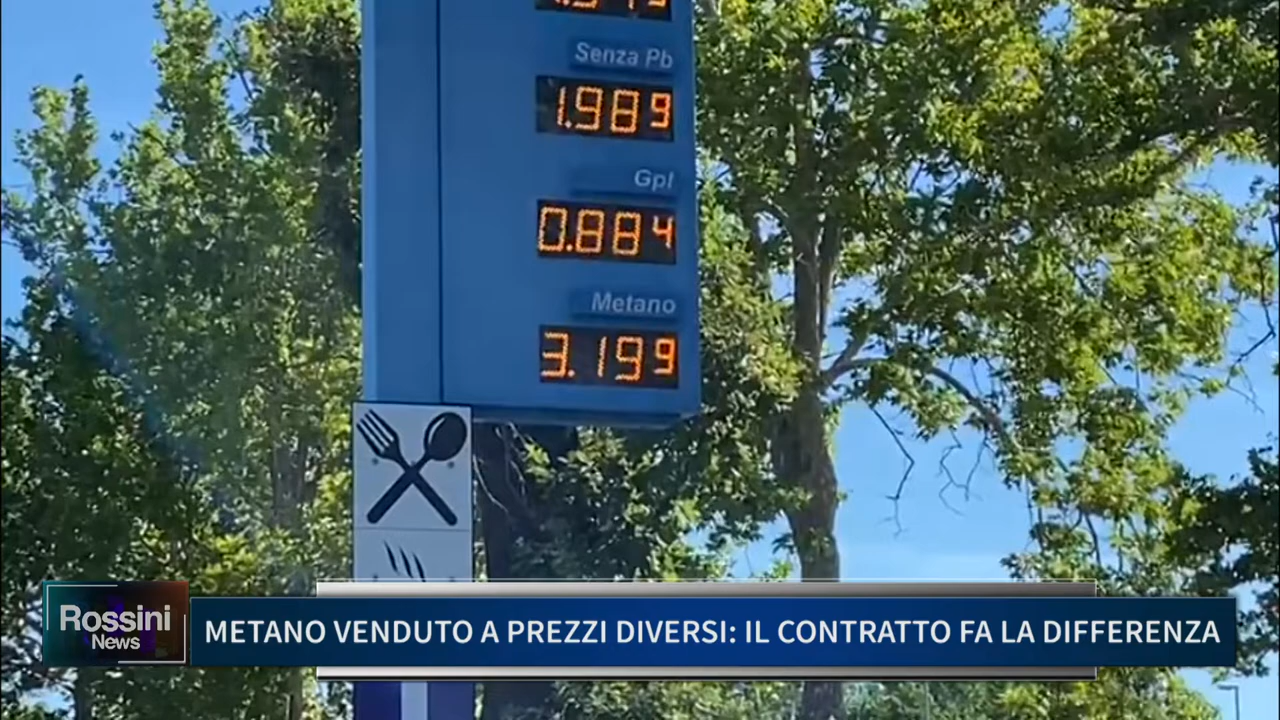 Senza Pb
1.989
Gpl
0.884
Metano
3.199
Rossini
News
METANO VENDUTO A PREZZI DIVERSI: IL CONTRATTO FA LA DIFFERENZA